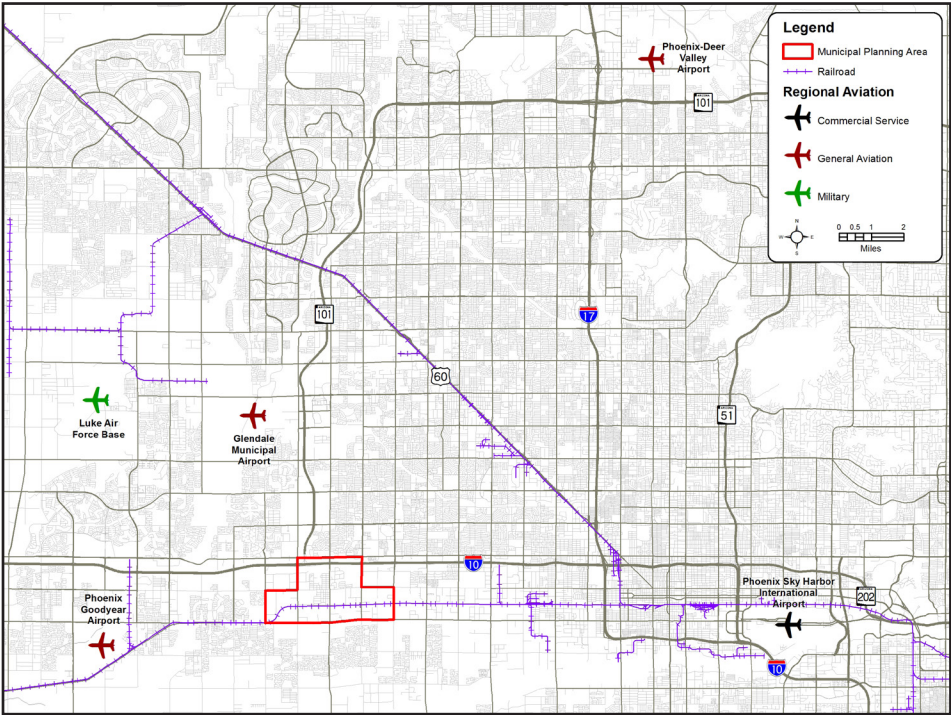 Phoenix-Deer
Valley
Airport
101
Legend
Municipal Planning Area
Railroad
Regional Aviation
Commercial Service
General Aviation
Military
N
W
E
S
0 0.5 1 2
Miles
101
17
60
51
Luke Air
Force Base
Glendale
Municipal
Airport
10
Phoenix
Goodyear
Airport
Phoenix Sky Harbor
International
Airport
202
10